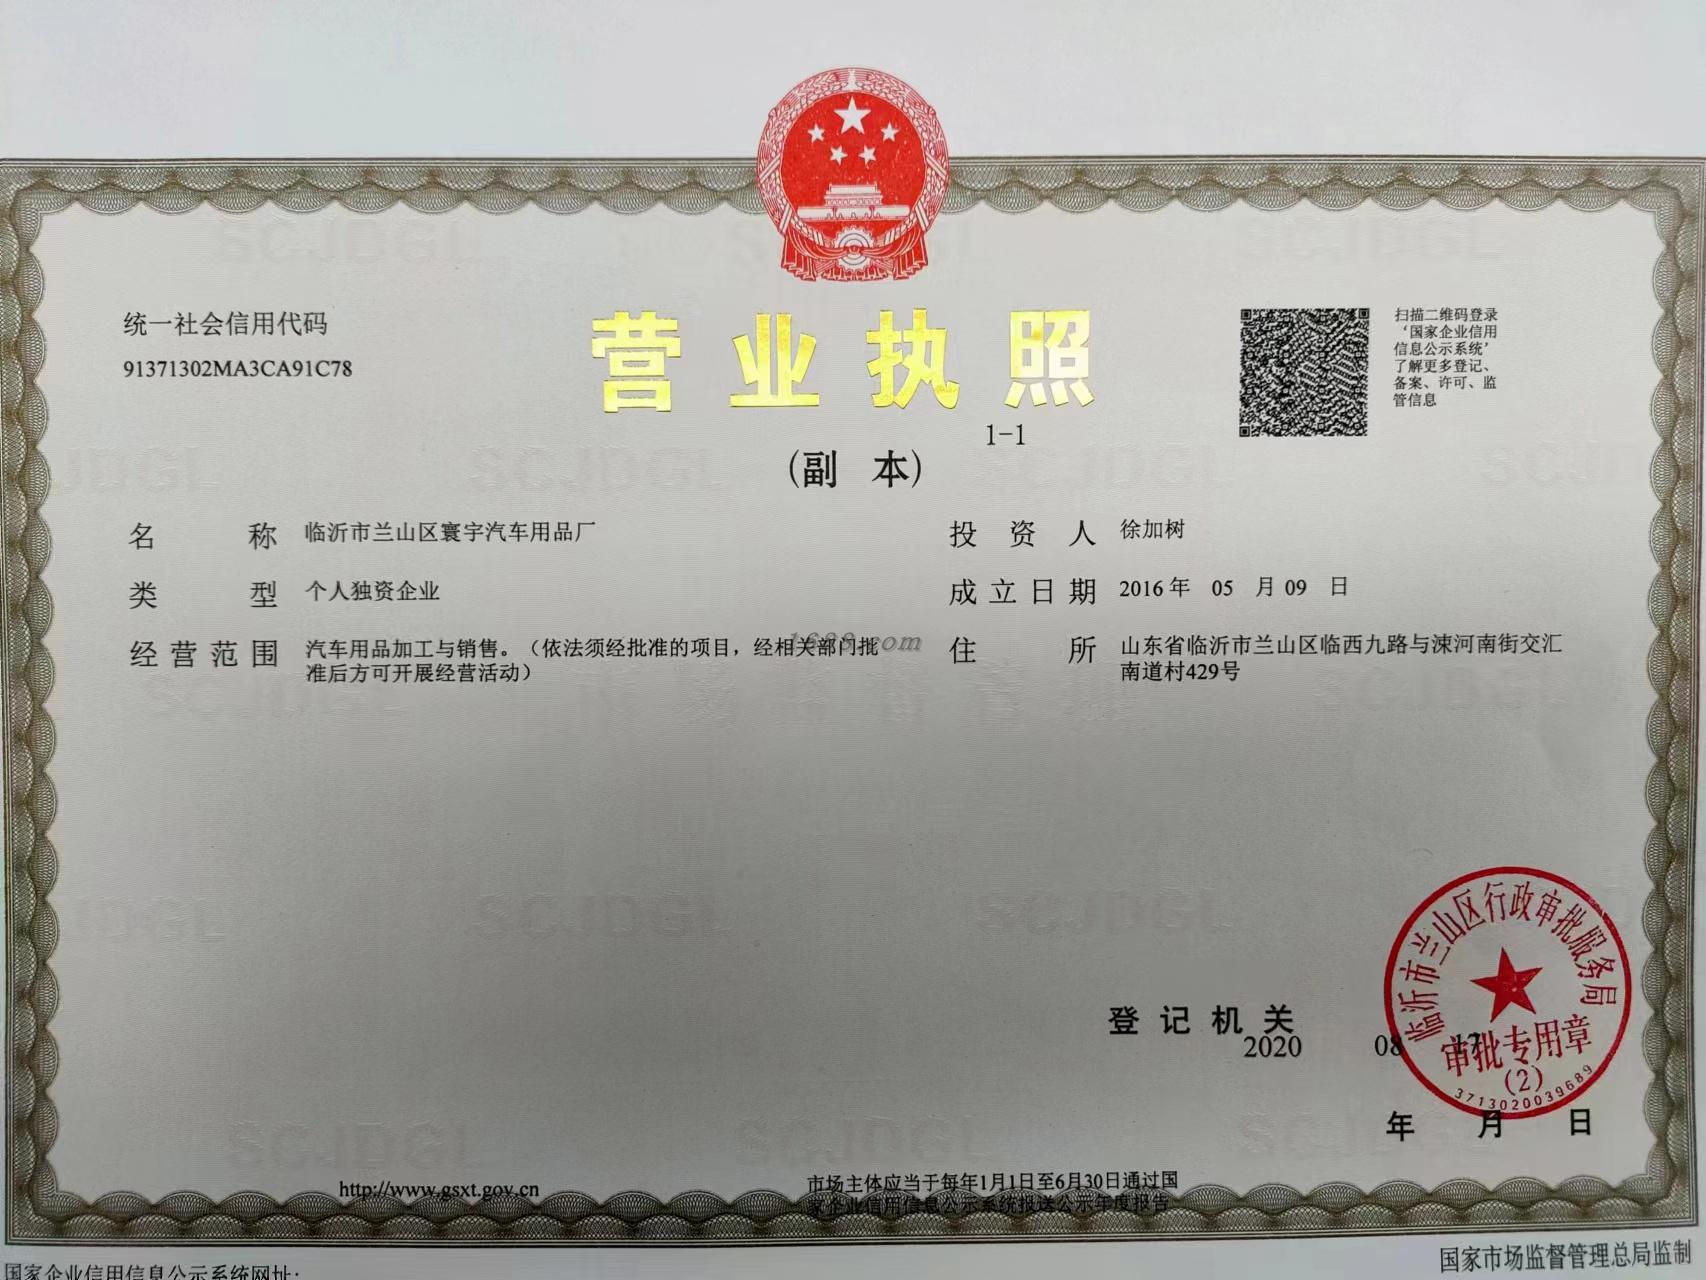 统一社会信用代码
91371302MA3CA91C78
营业执照
1-1
(副 本)
扫描二维码登录
‘国家企业信用
信息公示系统’
了解更多登记、
备案、许可、监
管信息
名 称 临沂市兰山区寰宇汽车用品厂
类 型 个人独资企业
经营范围 汽车用品加工与销售。（依法须经批准的项目，经相关部门批
准后方可开展经营活动）
1688.com
投资人 徐加树
成立日期 2016 年 05 月 09 日
住 所 山东省临沂市兰山区临西九路与涑河南街交汇
南道村429号
登记机关
2020 08 17
年 月 日
临沂市兰山区行政审批服务局
审批专用章
(2)
3713020039689
http://www.gsxt.gov.cn
市场主体应当于每年1月1日至6月30日通过国
家企业信用信息公示系统报送公示年度报告
国家企业信用信息公示系统网址:
国家市场监督管理总局监制
SCJDGL